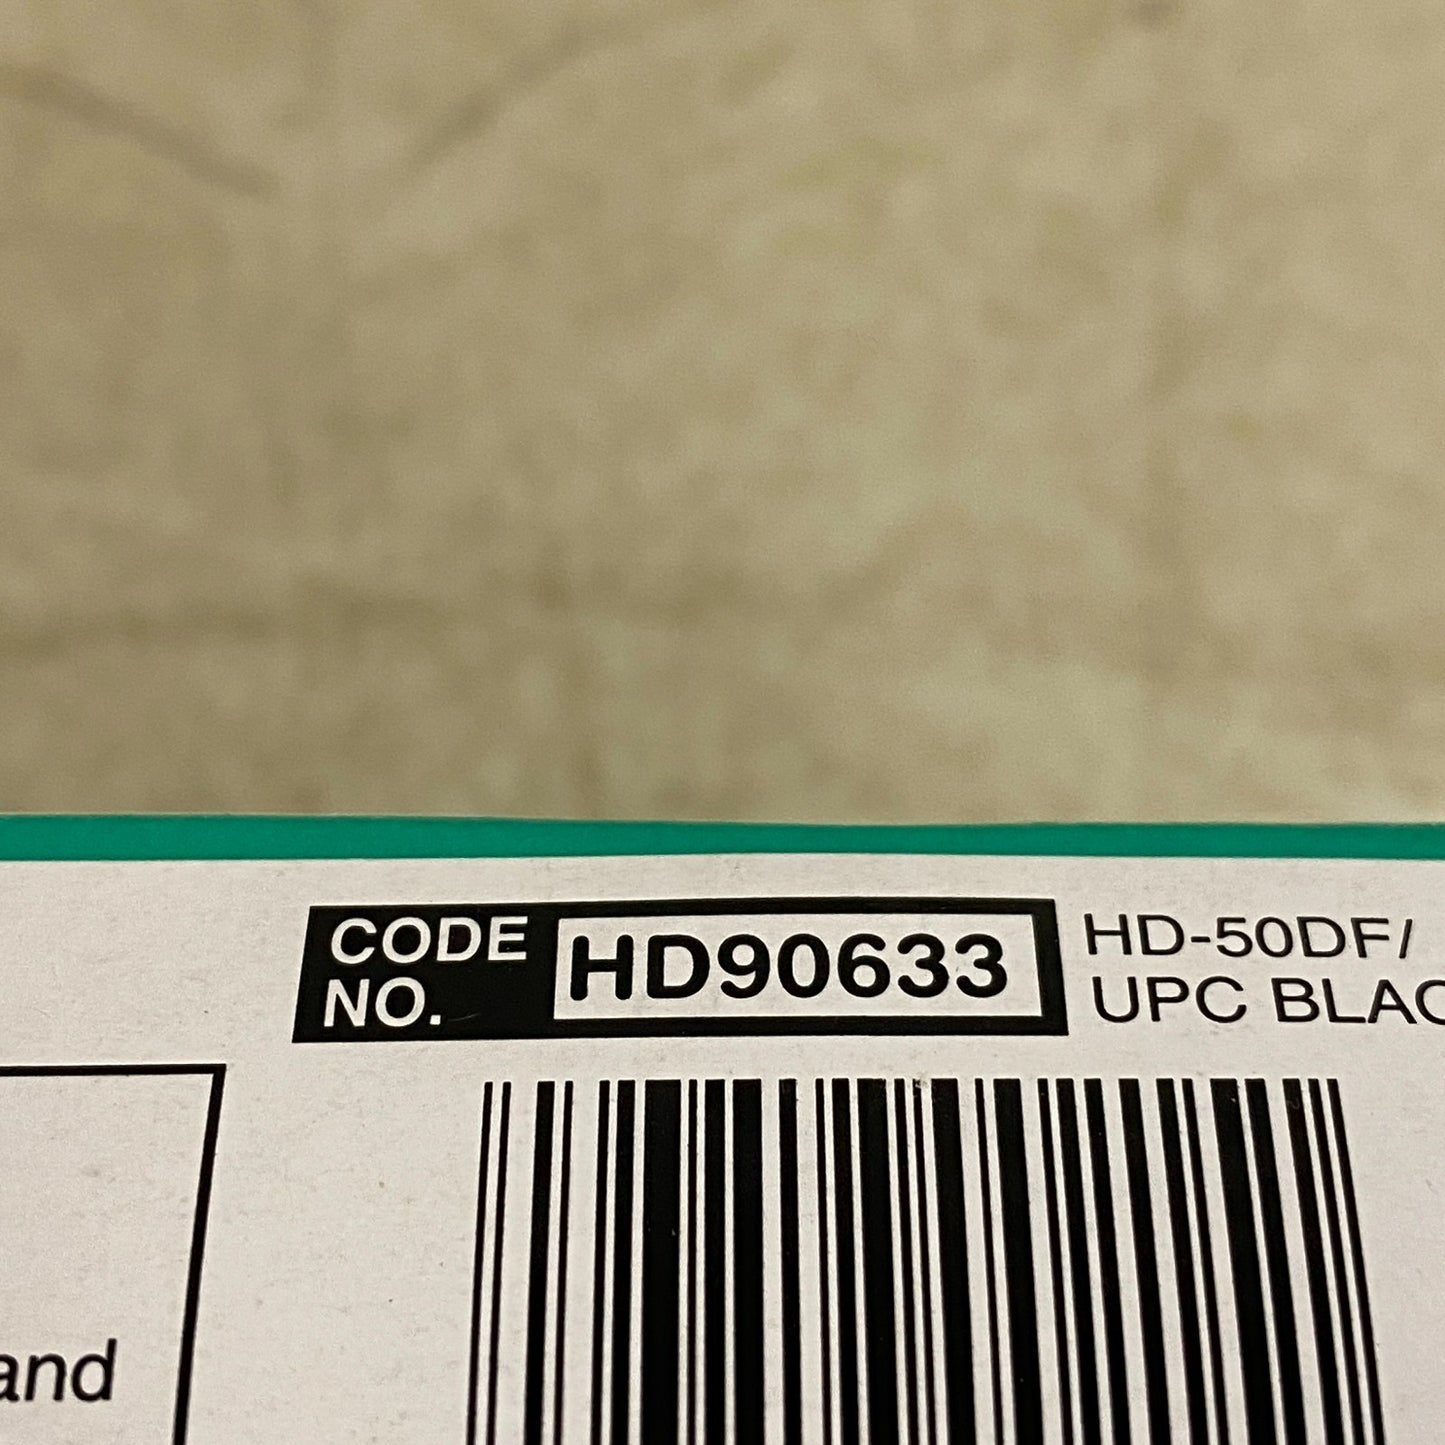 CODE NO. HD90633 HD-50DF/
UPC BLAC
and